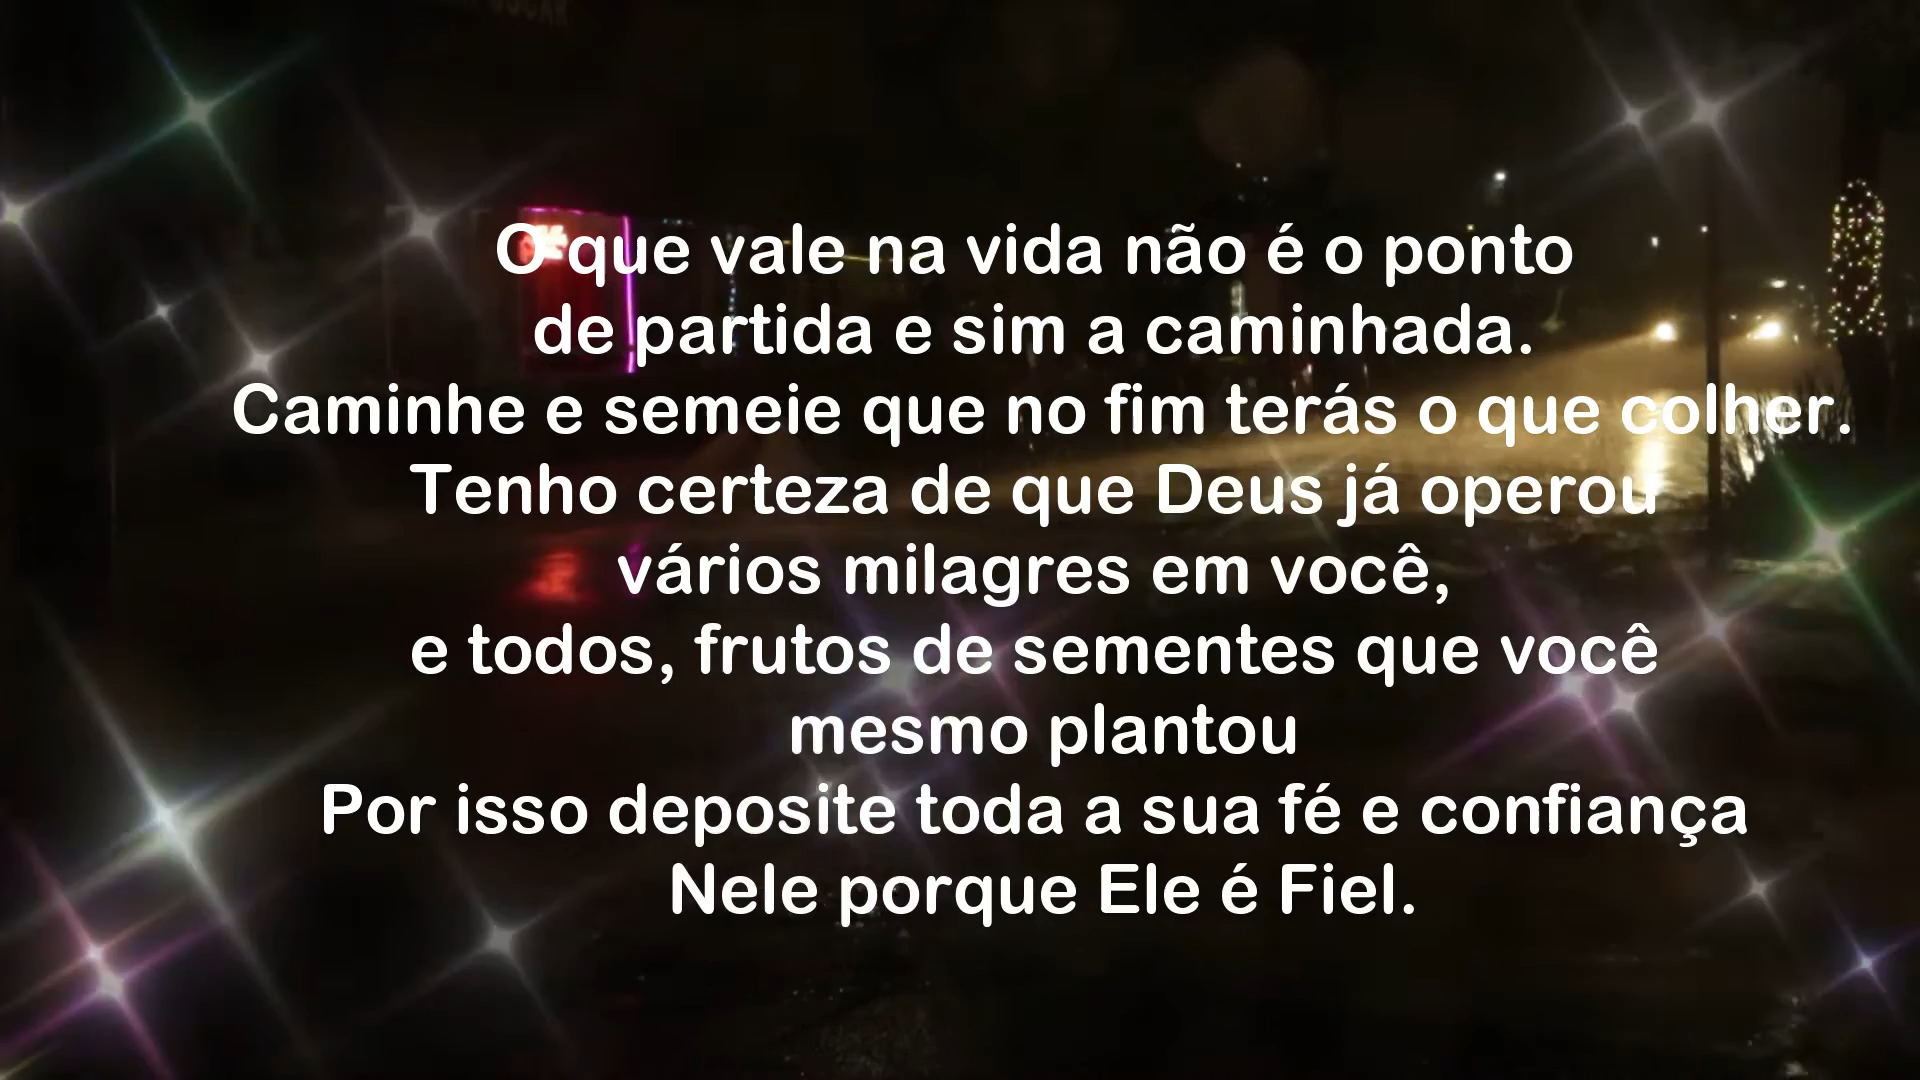 O que vale na vida não é o ponto
de partida e sim a caminhada.
Caminhe e semeie que no fim terás o que colher.
Tenho certeza de que Deus já operou
vários milagres em você,
e todos, frutos de sementes que você
mesmo plantou
Por isso deposite toda a sua fé e confiança
Nele porque Ele é Fiel.